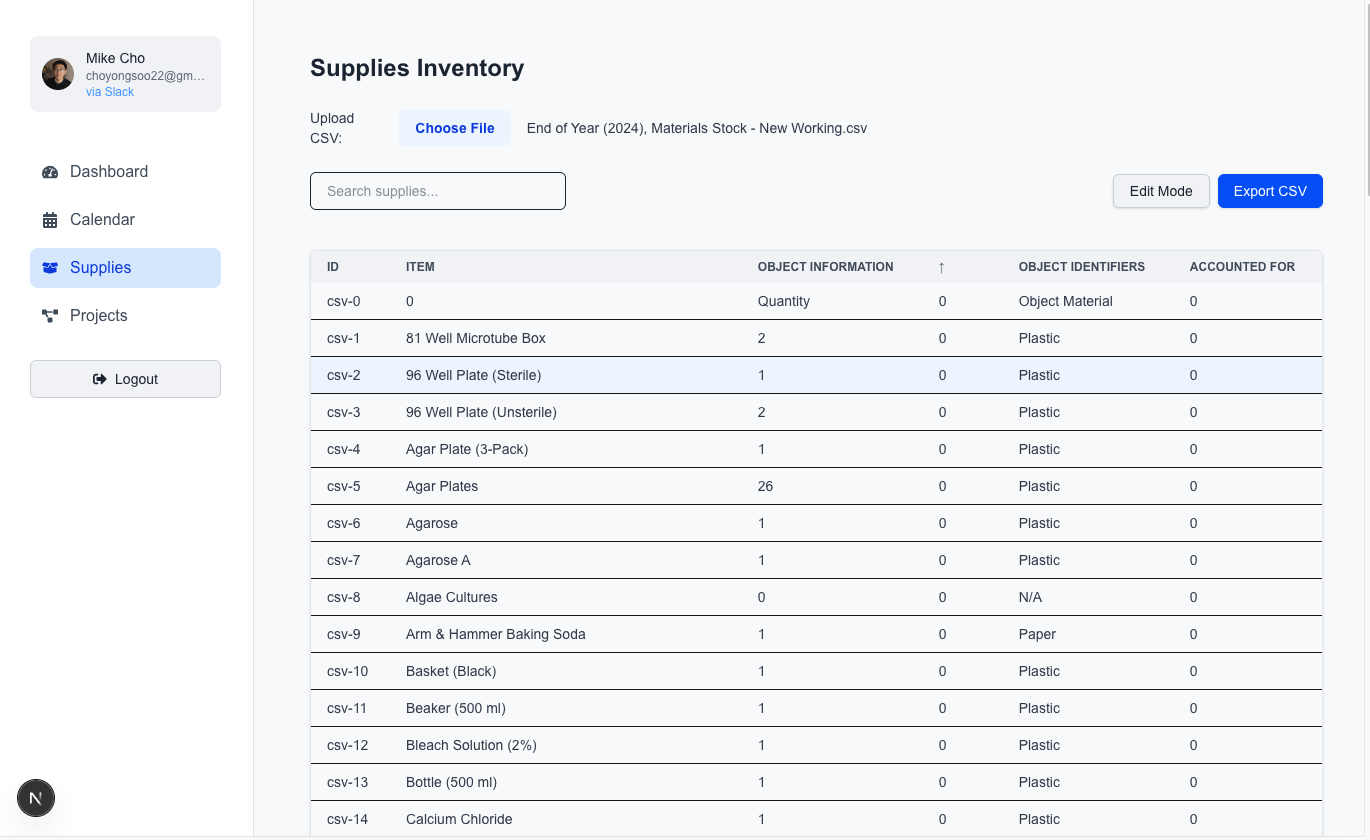 Mike Cho
choyongsoo22@gm...
via Slack
Dashboard
Calendar
Supplies
Projects
Logout
N
Supplies Inventory
Upload
CSV:
Choose File End of Year (2024), Materials Stock - New Working.csv
Search supplies...
Edit Mode Export CSV
ID ITEM OBJECT INFORMATION ↑ OBJECT IDENTIFIERS ACCOUNTED FOR
csv-0 0 Quantity 0 Object Material 0
csv-1 81 Well Microtube Box 2 0 Plastic 0
csv-2 96 Well Plate (Sterile) 1 0 Plastic 0
csv-3 96 Well Plate (Unsterile) 2 0 Plastic 0
csv-4 Agar Plate (3-Pack) 1 0 Plastic 0
csv-5 Agar Plates 26 0 Plastic 0
csv-6 Agarose 1 0 Plastic 0
csv-7 Agarose A 1 0 Plastic 0
csv-8 Algae Cultures 0 0 N/A 0
csv-9 Arm & Hammer Baking Soda 1 0 Paper 0
csv-10 Basket (Black) 1 0 Plastic 0
csv-11 Beaker (500 ml) 1 0 Plastic 0
csv-12 Bleach Solution (2%) 1 0 Plastic 0
csv-13 Bottle (500 ml) 1 0 Plastic 0
csv-14 Calcium Chloride 1 0 Plastic 0